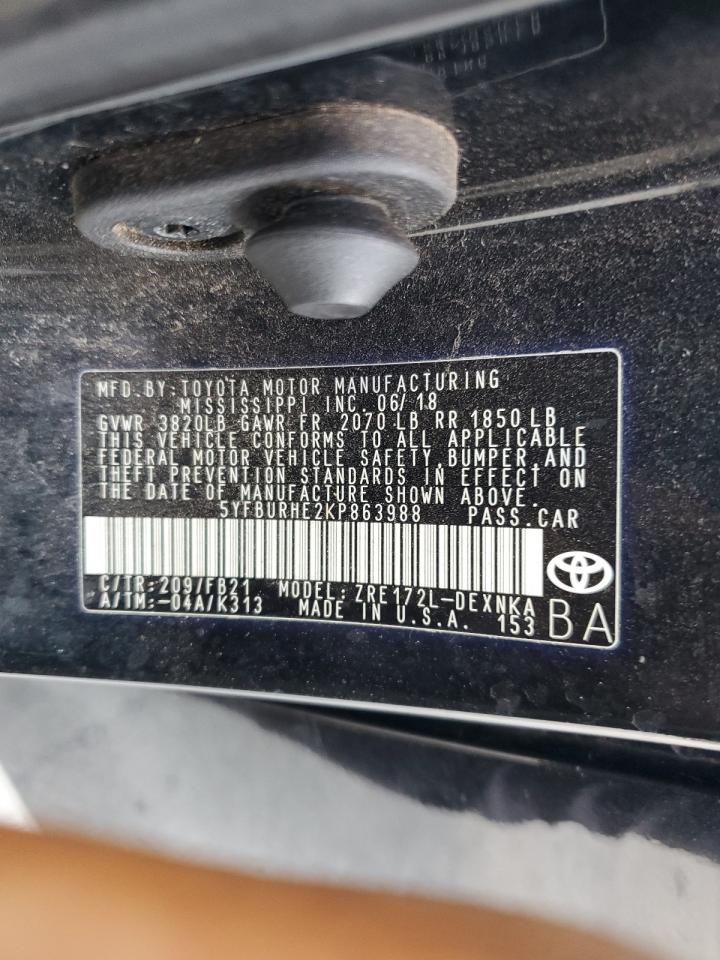 MFD.BY:TOYOTA MOTOR MANUFACTURING
MISSISSIPPI INC. 06/18
GVWR 3820LB GAWR FR 2070 LB RR 1850 LB
THIS VEHICLE CONFORMS TO ALL APPLICABLE
FEDERAL MOTOR VEHICLE SAFETY,BUMPER AND
THEFT PREVENTION STANDARDS IN EFFECT ON
THE DATE OF MANUFACTURE SHOWN ABOVE.
5YFBURHE2KP863988 PASS.CAR
C/TR:209/FB21 MODEL:ZRE172L-DEXNKA
A/TM:-04A/K313 MADE IN U.S.A. 153
BA